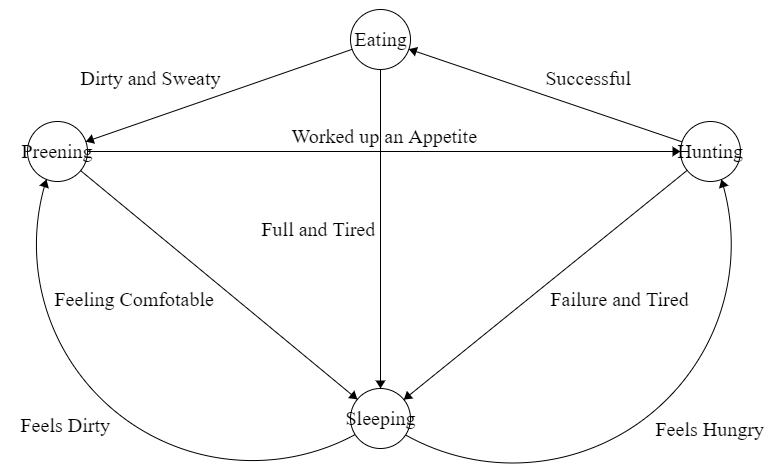 Eating
Dirty and Sweaty
Successful
Worked up an Appetite
Preening
Hunting
Full and Tired
Feeling Comfotable
Failure and Tired
Sleeping
Feels Dirty
Feels Hungry